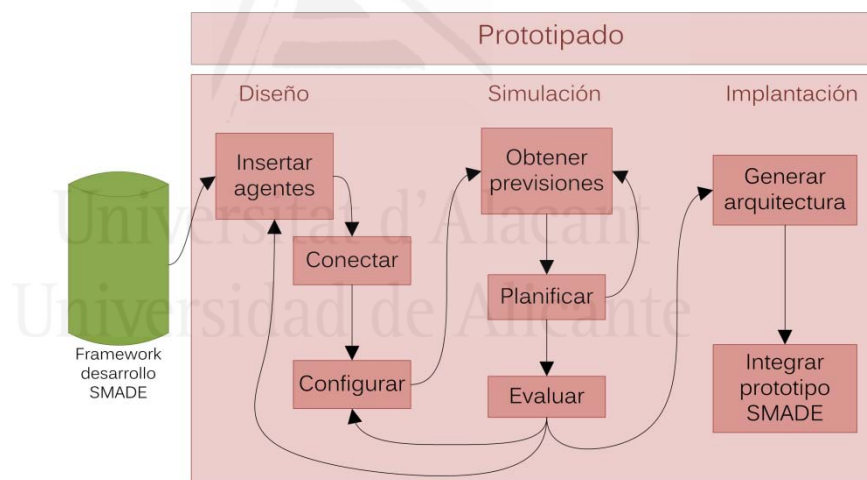 Prototipado
Diseño
Simulación
Implantación
Insertar
agentes
Conectar
Configurar
Obtener
previsiones
Planificar
Evaluar
Generar
arquitectura
Integrar
prototipo
SMADE
Framework
desarrollo
SMADE
Universitat d'Alacant
Universidad de Alicante